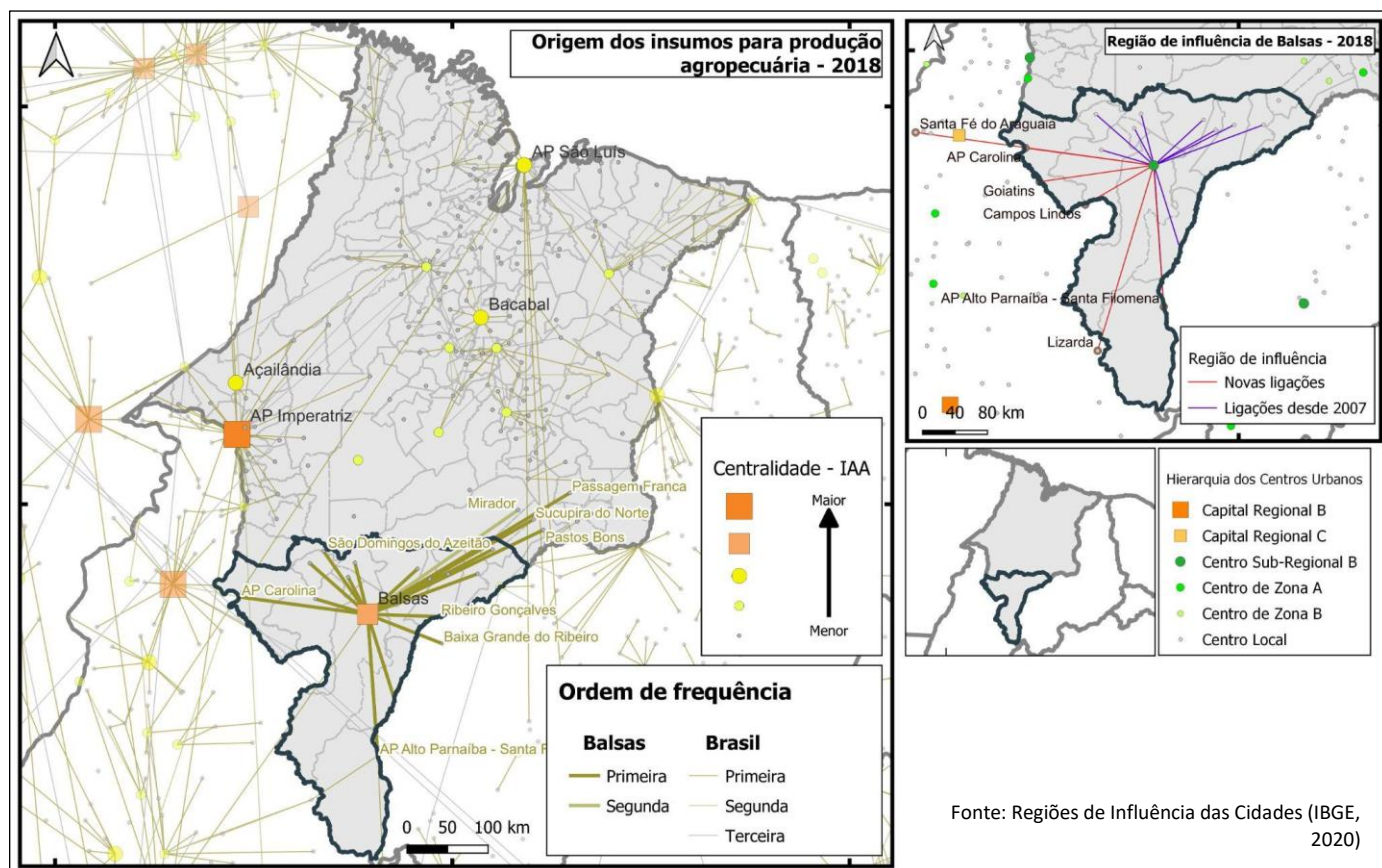 Origem dos insumos para produção
agropecuária - 2018
AP São Luís
Bacabal
Açailândia
AP Imperatriz
Passagem Franca
Mirador
Sucupira do Norte
São Domingos do Azeitão
Pastos Bons
AP Carolina
Balsas
Ribeiro Gonçalves
Baixa Grande do Ribeiro
AP Alto Parnaíba - Santa F
Centralidade - IAA
Maior
Menor
Ordem de frequência
Balsas
Brasil
Primeira
Primeira
Segunda
Segunda
Terceira
0 50 100 km
Região de influência de Balsas - 2018
Santa Fé do Araguaia
AP Carolina
Goiatins
Campos Lindos
AP Alto Parnaíba - Santa Filomena
Lizarda
Região de influência
Novas ligações
Ligações desde 2007
0 40 80 km
Hierarquia dos Centros Urbanos
Capital Regional B
Capital Regional C
Centro Sub-Regional B
Centro de Zona A
Centro de Zona B
Centro Local
Fonte: Regiões de Influência das Cidades (IBGE,
2020)